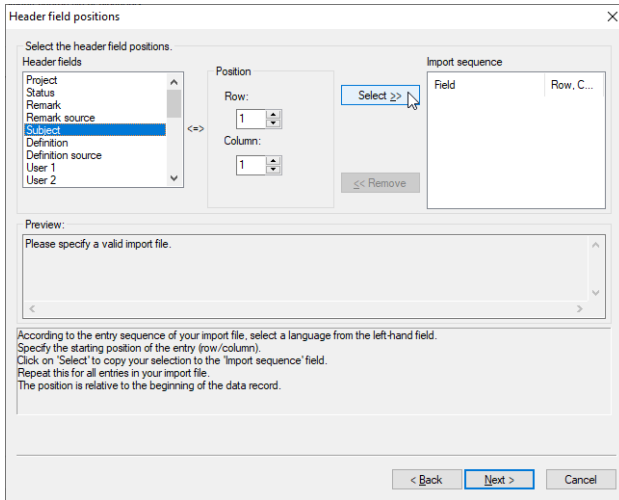 Header field positions
Select the header field positions.
Header fields
Project
Status
Remark
Remark source
Subject
Definition
Definition source
User 1
User 2
<=>
Position
Row:
1
Column:
1
Select >>
<< Remove
Import sequence
Field Row, C...
Preview:
Please specify a valid import file.
According to the entry sequence of your import file, select a language from the left-hand field.
Specify the starting position of the entry (row/column).
Click on 'Select' to copy your selection to the 'Import sequence' field.
Repeat this for all entries in your import file.
The position is relative to the beginning of the data record.
< Back Next > Cancel